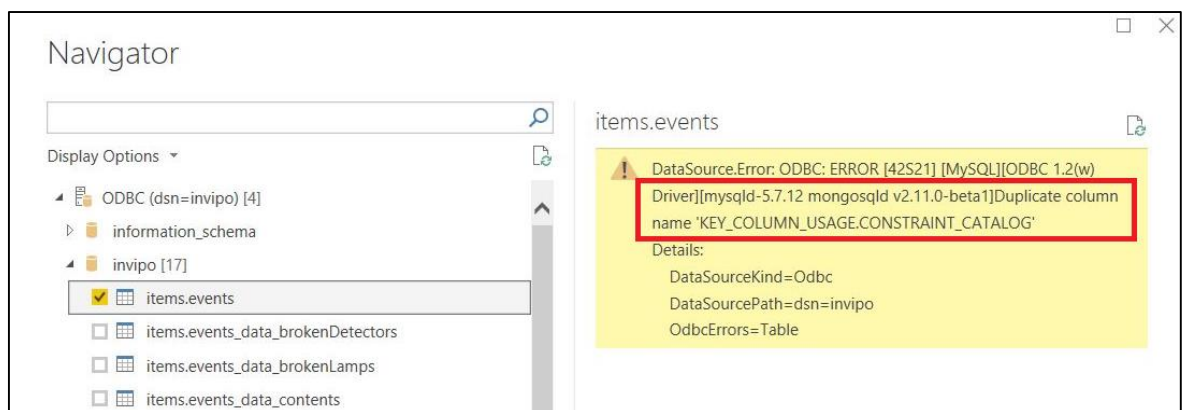 Navigator
Display Options
ODBC (dsn=invipo) [4]
information_schema
invipo [17]
items.events
items.events_data_brokenDetectors
items.events_data_brokenLamps
items.events_data_contents
items.events
DataSource.Error: ODBC: ERROR [42S21] [MySQL][ODBC 1.2(w)
Driver][mysqld-5.7.12 mongosqld v2.11.0-beta1]Duplicate column
name 'KEY_COLUMN_USAGE.CONSTRAINT_CATALOG'
Details:
DataSourceKind=Odbc
DataSourcePath=dsn=invipo
OdbcErrors=Table